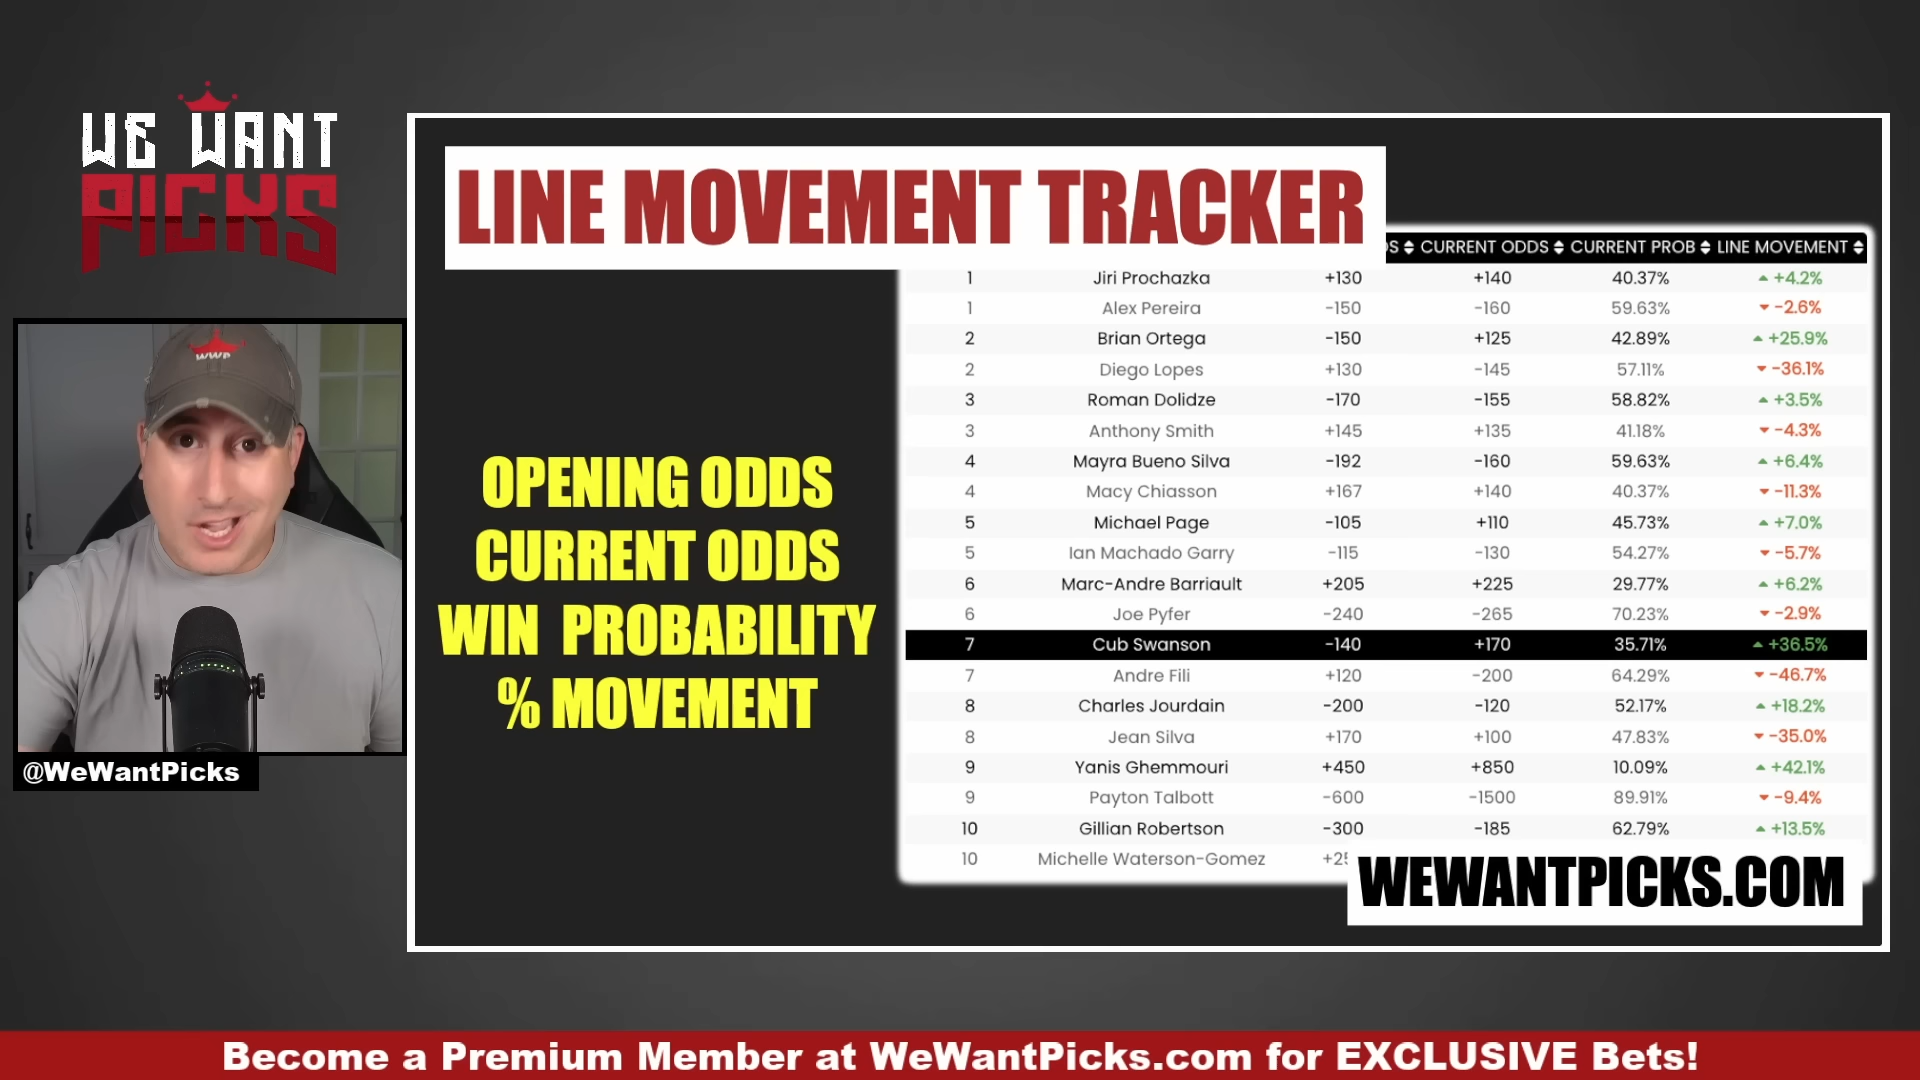 WE WANT
PICKS
WWP
@WeWantPicks
LINE MOVEMENT TRACKER
OPENING ODDS
CURRENT ODDS
WIN PROBABILITY
% MOVEMENT
CURRENT ODDS CURRENT PROB LINE MOVEMENT
1 Jiri Prochazka +130 +140 40.37% +4.2%
1 Alex Pereira -150 -160 59.63% -2.6%
2 Brian Ortega -150 +125 42.89% +25.9%
2 Diego Lopes +130 -145 57.11% -36.1%
3 Roman Dolidze -170 -155 58.82% +3.5%
3 Anthony Smith +145 +135 41.18% -4.3%
4 Mayra Bueno Silva -192 -160 59.63% +6.4%
4 Macy Chiasson +167 +140 40.37% -11.3%
5 Michael Page -105 +110 45.73% +7.0%
5 Ian Machado Garry -115 -130 54.27% -5.7%
6 Marc-Andre Barriault +205 +225 29.77% +6.2%
6 Joe Pyfer -240 -265 70.23% -2.9%
7 Cub Swanson -140 +170 35.71% +36.5%
7 Andre Fili +120 -200 64.29% -46.7%
8 Charles Jourdain -200 -120 52.17% +18.2%
8 Jean Silva +170 +100 47.83% -35.0%
9 Yanis Ghemmouri +450 +850 10.09% +42.1%
9 Payton Talbott -600 -1500 89.91% -9.4%
10 Gillian Robertson -300 -185 62.79% +13.5%
10 Michelle Waterson-Gomez
WEWANTPICKS.COM
Become a Premium Member at WeWantPicks.com for EXCLUSIVE Bets!